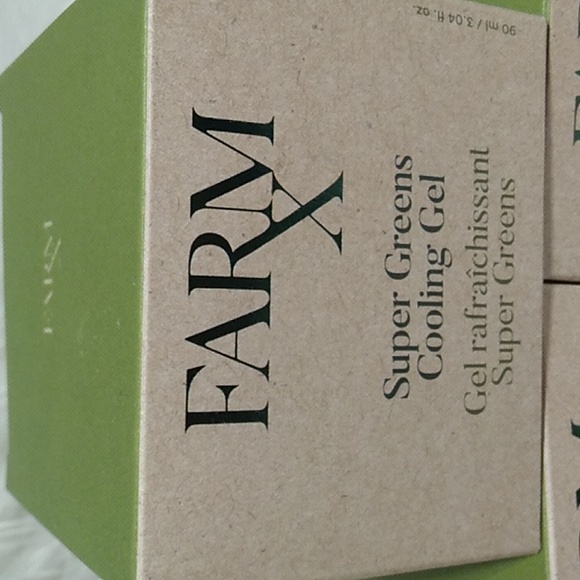 FARM
X
Super Greens
Cooling Gel
Gel rafraîchissant
Super Greens
90 ml / 3.04 fl. oz.